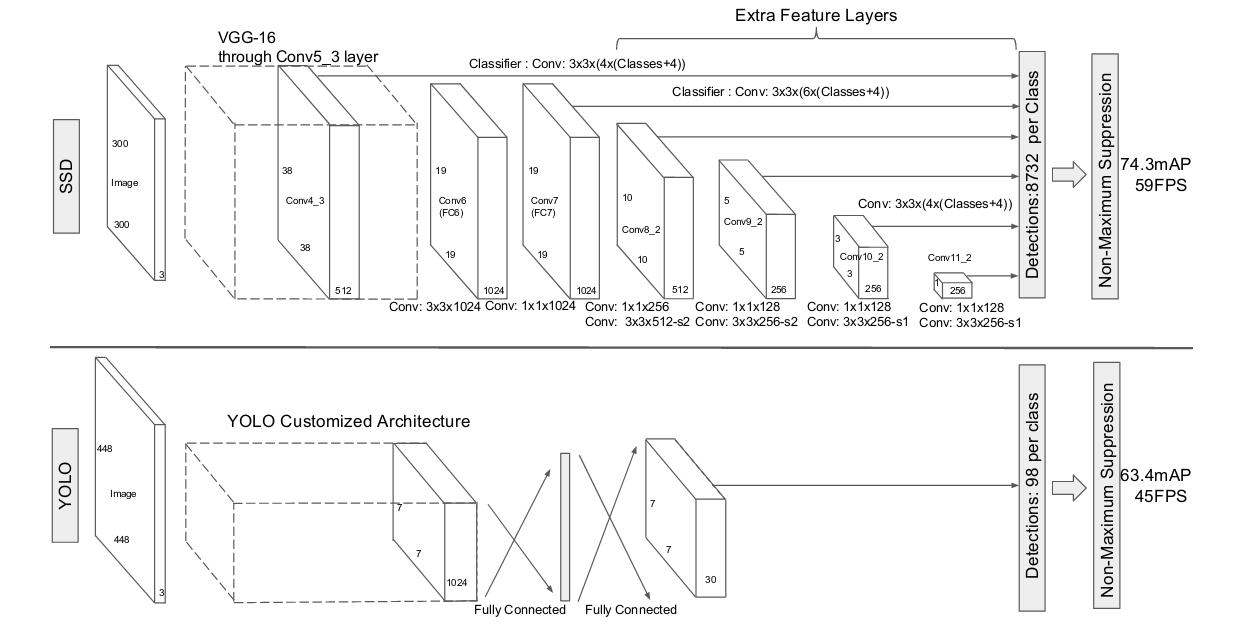 Extra Feature Layers
VGG-16
through Conv5_3 layer
Classifier : Conv: 3x3x(4x(Classes+4))
Classifier : Conv: 3x3x(6x(Classes+4))
SSD
300
Image
300
3
38
Conv4_3
38
512
19
Conv6
(FC6)
19
1024
19
Conv7
(FC7)
19
1024
10
Conv8_2
10
512
5
Conv9_2
5
256
Conv: 3x3x(4x(Classes+4))
3
Conv10_2
3
256
Conv11_2
1
256
Conv: 3x3x1024
Conv: 1x1x1024
Conv: 1x1x256
Conv: 3x3x512-s2
Conv: 1x1x128
Conv: 3x3x256-s2
Conv: 1x1x128
Conv: 3x3x256-s1
Conv: 1x1x128
Conv: 3x3x256-s1
Detections:8732 per Class
Non-Maximum Suppression
74.3mAP
59FPS
YOLO
448
Image
448
3
YOLO Customized Architecture
7
7
1024
Fully Connected
Fully Connected
7
7
30
Detections: 98 per class
Non-Maximum Suppression
63.4mAP
45FPS